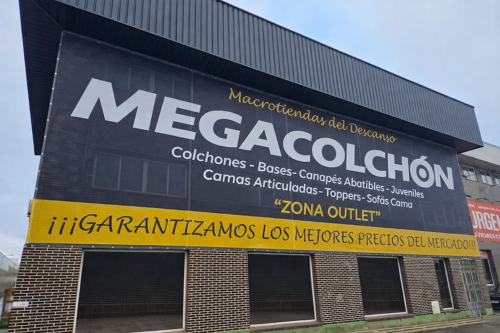 Macrotiendas del Descanso
MEGACOLCHÓN
Colchones - Bases- Canapés Abatibles - Juveniles
Camas Articuladas- Toppers- Sofás Cama
“ZONA OUTLET”
¡¡¡GARANTIZAMOS LOS MEJORES PRECIOS DEL MERCADO!!!